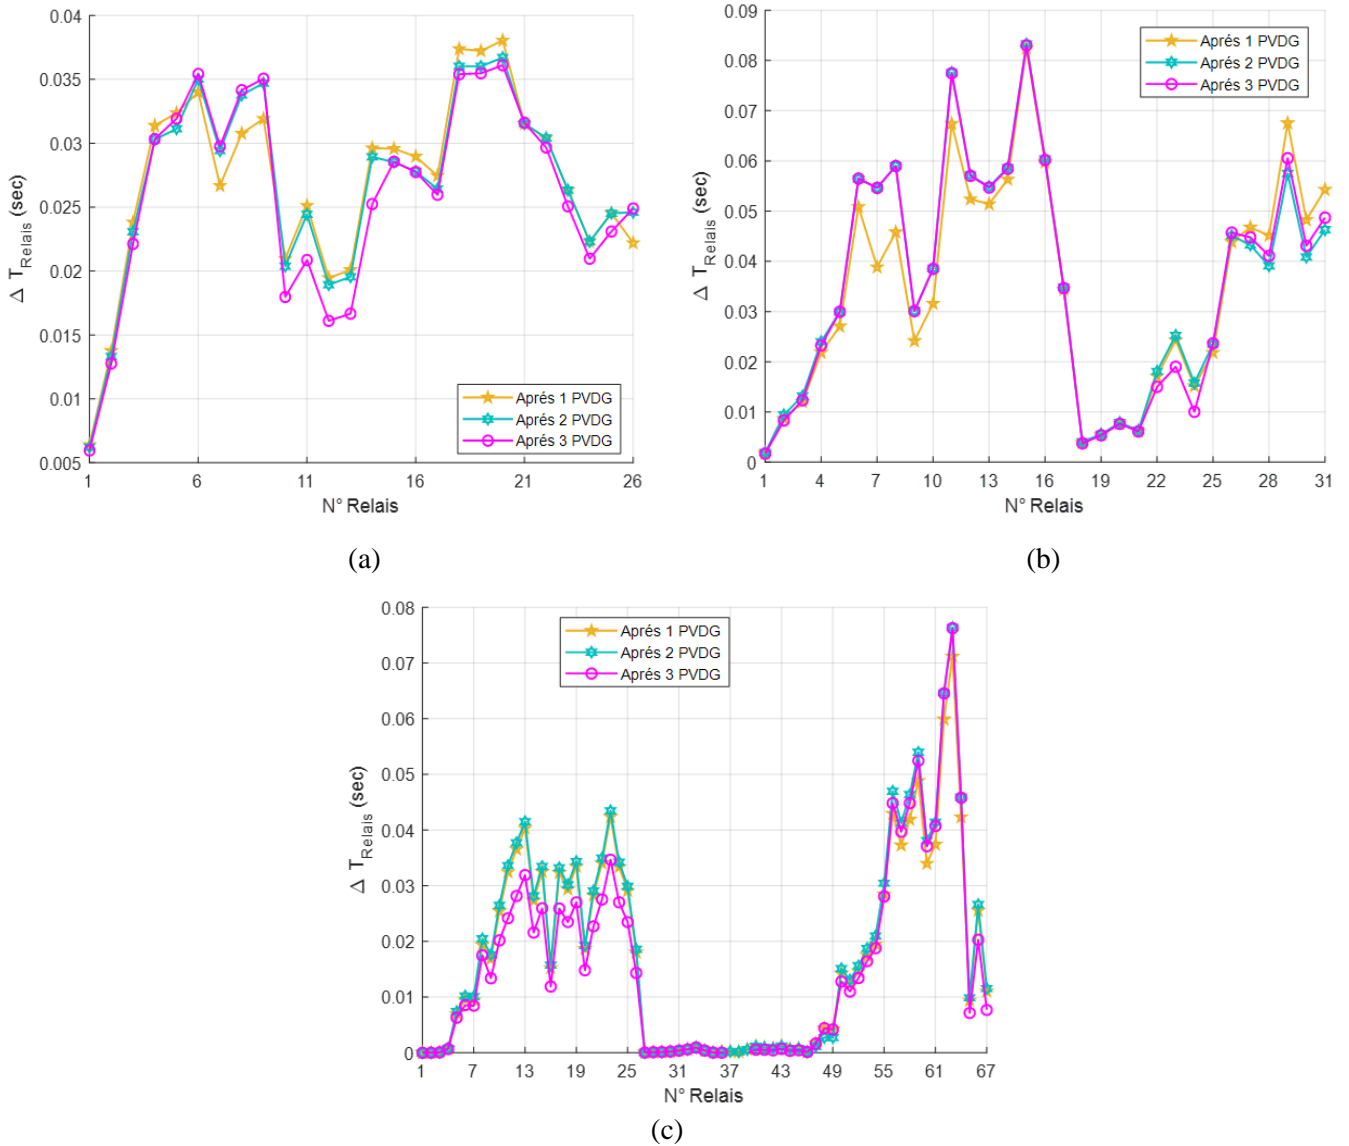 0.04
0.035
0.03
0.025
0.02
0.015
0.01
0.005
Δ T Relais (sec)
1 6 11 16 21 26
N° Relais
Aprés 1 PVDG
Aprés 2 PVDG
Aprés 3 PVDG
(a)
0.09
0.08
0.07
0.06
0.05
0.04
0.03
0.02
0.01
0
Δ T Relais (sec)
1 4 7 10 13 16 19 22 25 28 31
N° Relais
Aprés 1 PVDG
Aprés 2 PVDG
Aprés 3 PVDG
(b)
0.08
0.07
0.06
0.05
0.04
0.03
0.02
0.01
0
Δ T Relais (sec)
1 7 13 19 25 31 37 43 49 55 61 67
N° Relais
Aprés 1 PVDG
Aprés 2 PVDG
Aprés 3 PVDG
(c)